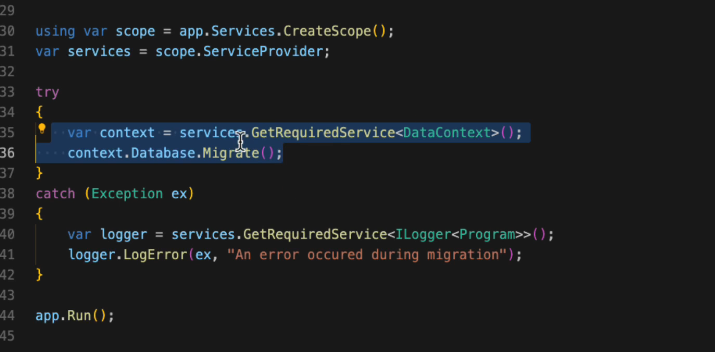 29
30 using var scope = app.Services.CreateScope();
31 var services = scope.ServiceProvider;
32
33 try
34 {
35     var context = services.GetRequiredService<DataContext>();
36     context.Database.Migrate();
37 }
38 catch (Exception ex)
39 {
40     var logger = services.GetRequiredService<ILogger<Program>>();
41     logger.LogError(ex, "An error occured during migration");
42 }
43
44 app.Run();
45